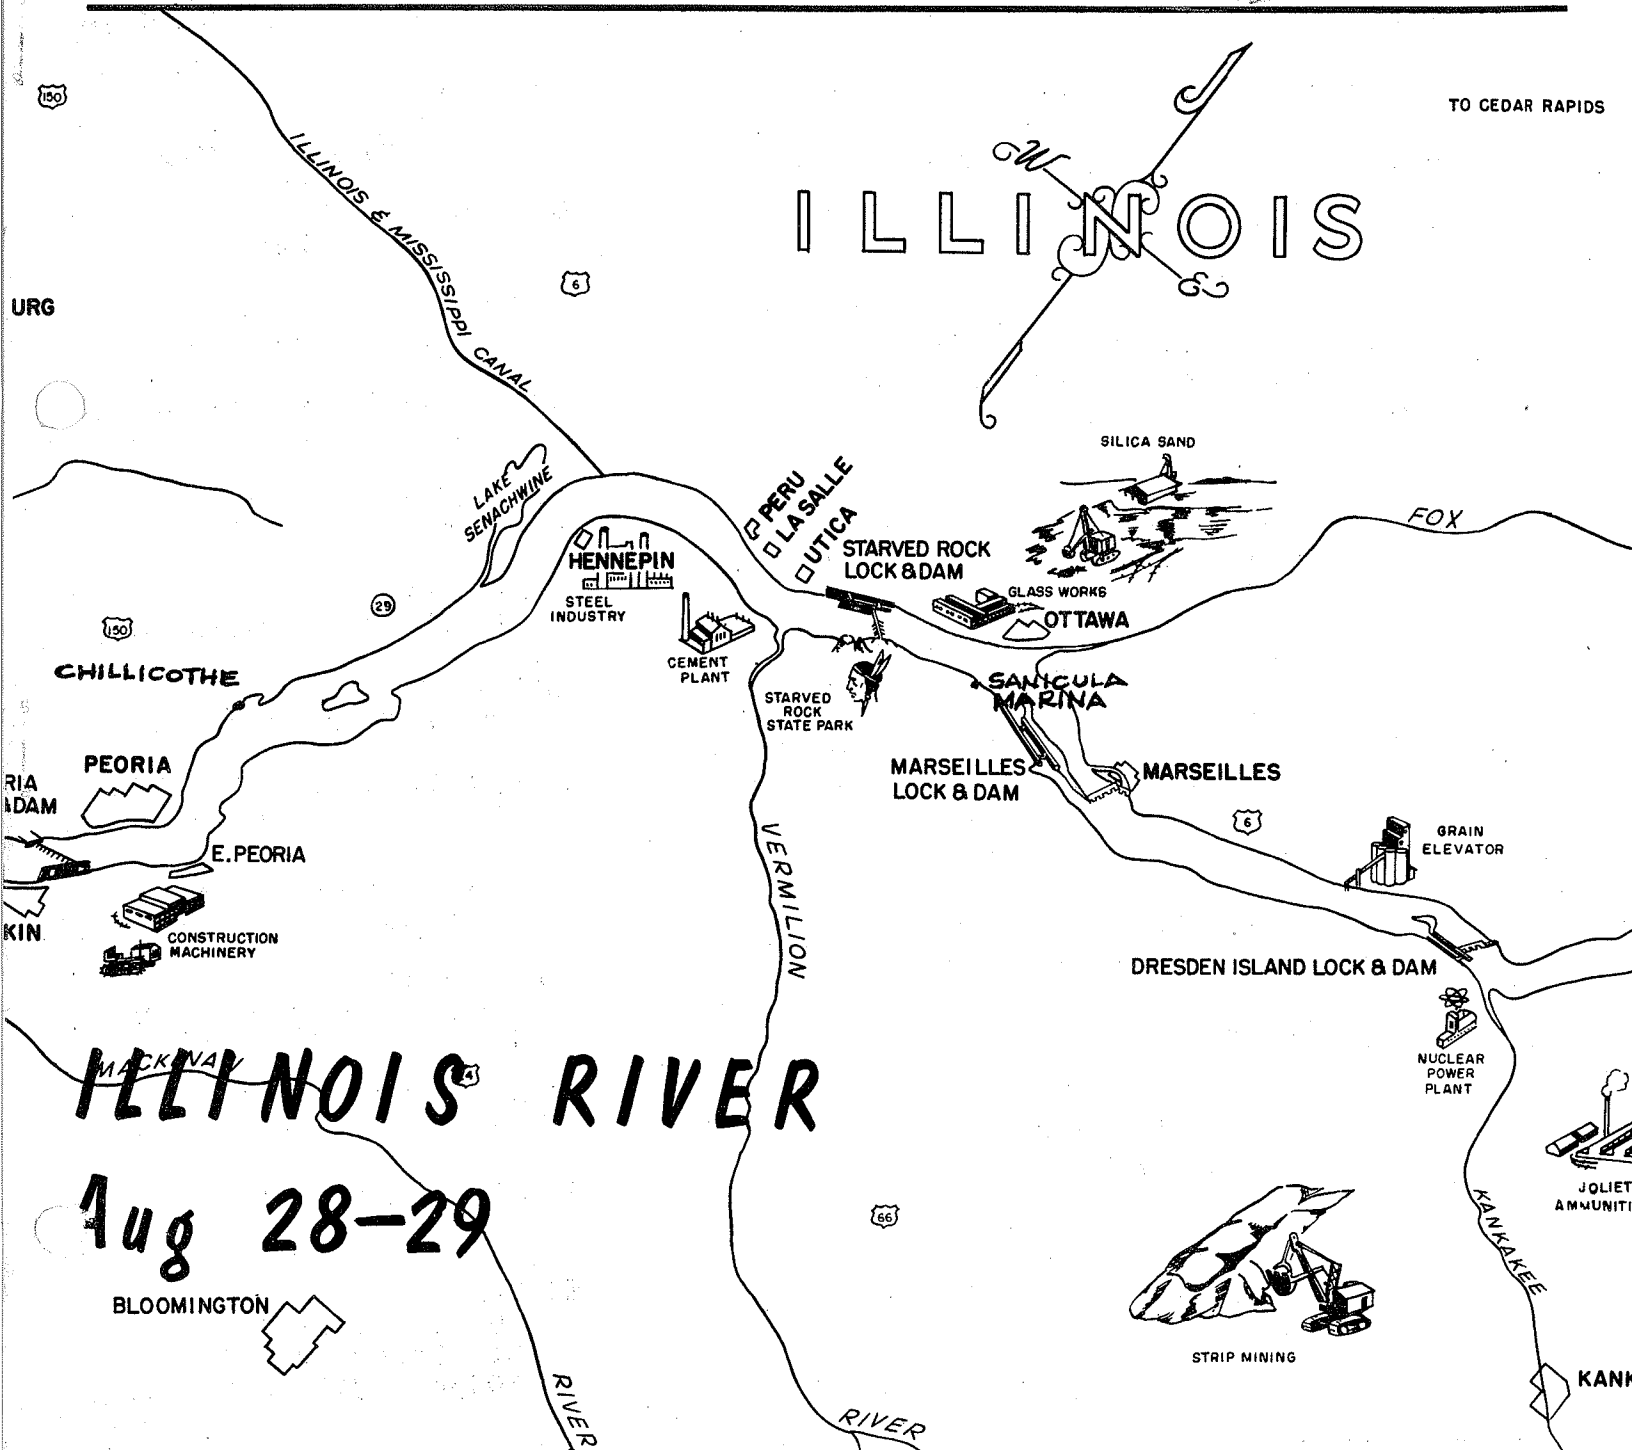 150
TO CEDAR RAPIDS
W
ILLINOIS
E
ILLINOIS & MISSISSIPPI CANAL
6
URG
SILICA SAND
LAKE
SENACHWINE
PERU
LA SALLE
UTICA
FOX
HENNEPIN
STEEL
INDUSTRY
STARVED ROCK
LOCK & DAM
GLASS WORKS
OTTAWA
29
150
CHILLICOTHE
CEMENT
PLANT
STARVED
ROCK
STATE PARK
SANICULA
MARINA
PEORIA
RIA
DAM
MARSEILLES
LOCK & DAM
MARSEILLES
6
GRAIN
ELEVATOR
E. PEORIA
VERMILION
KIN
CONSTRUCTION
MACHINERY
DRESDEN ISLAND LOCK & DAM
NUCLEAR
POWER
PLANT
MACKINAW
4
ILLINOIS RIVER
Aug 28-29
66
JOLIET
AMMUNITI
KANKAKEE
BLOOMINGTON
STRIP MINING
KANK
RIVER
RIVER